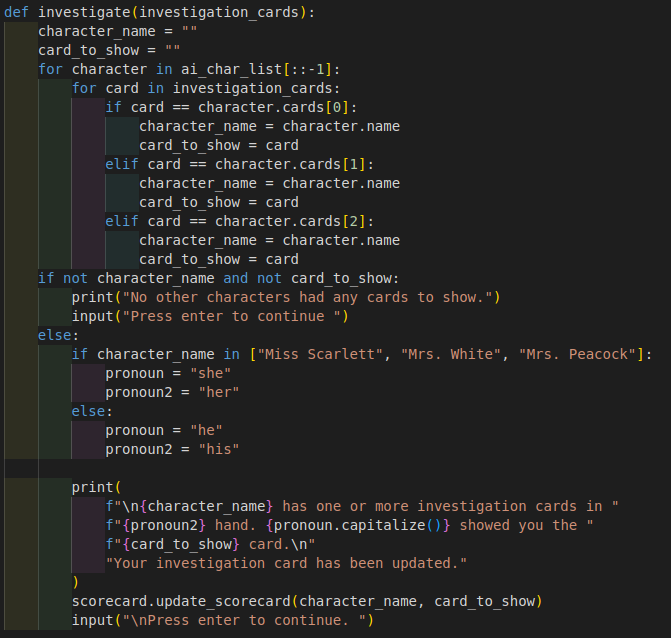 def investigate(investigation_cards):
    character_name = ""
    card_to_show = ""
    for character in ai_char_list[::-1]:
        for card in investigation_cards:
            if card == character.cards[0]:
                character_name = character.name
                card_to_show = card
            elif card == character.cards[1]:
                character_name = character.name
                card_to_show = card
            elif card == character.cards[2]:
                character_name = character.name
                card_to_show = card
    if not character_name and not card_to_show:
        print("No other characters had any cards to show.")
        input("Press enter to continue ")
    else:
        if character_name in ["Miss Scarlett", "Mrs. White", "Mrs. Peacock"]:
            pronoun = "she"
            pronoun2 = "her"
        else:
            pronoun = "he"
            pronoun2 = "his"

        print(
            f"\n{character_name} has one or more investigation cards in "
            f"{pronoun2} hand. {pronoun.capitalize()} showed you the "
            f"{card_to_show} card.\n"
            "Your investigation card has been updated."
        )
        scorecard.update_scorecard(character_name, card_to_show)
        input("\nPress enter to continue. ")